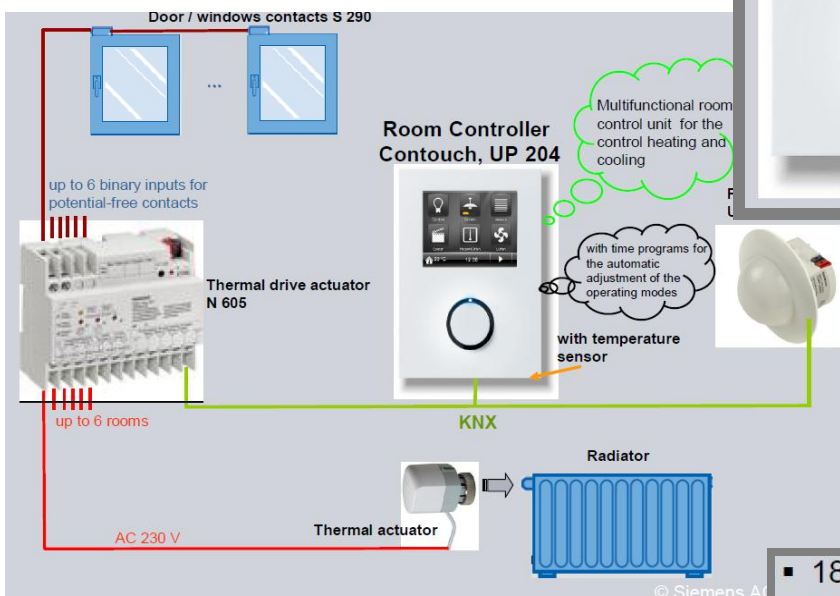 Door / windows contacts S 290
...
Multifunctional room
control unit for the
control heating and
cooling
Room Controller
Contouch, UP 204
up to 6 binary inputs for
potential-free contacts
with time programs for
the automatic
adjustment of the
operating modes
Thermal drive actuator
N 605
with temperature
sensor
up to 6 rooms
KNX
Radiator
Thermal actuator
AC 230 V
▪ 18
© Siemens AG